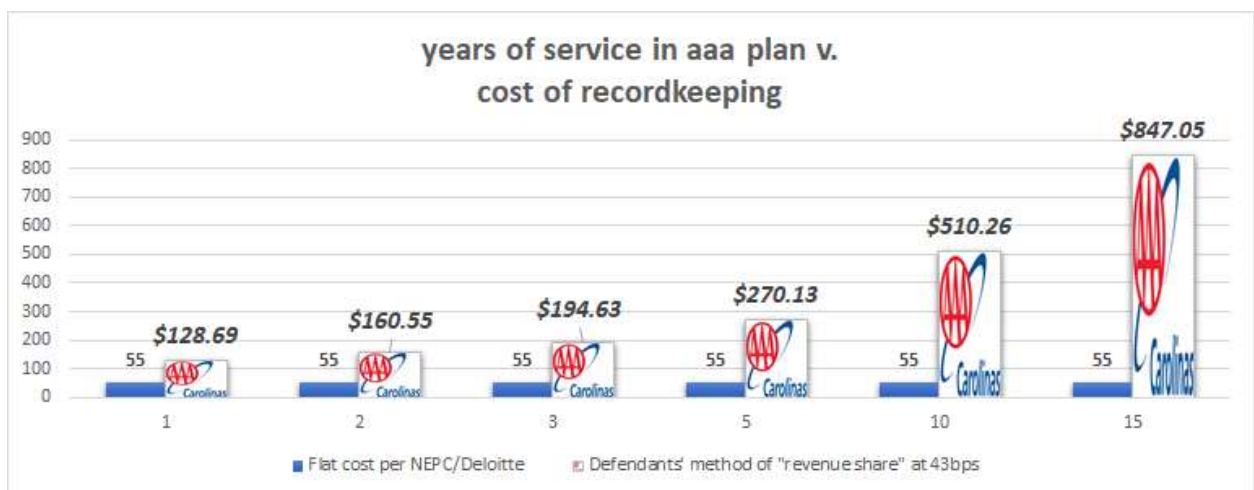 years of service in aaa plan v.
cost of recordkeeping
900
800
700
600
500
400
300
200
100
0
55
$128.69
55
$160.55
55
$194.63
55
$270.13
55
$510.26
55
$847.05
AAA
Carolinas
AAA
Carolinas
AAA
Carolinas
AAA
Carolinas
AAA
Carolinas
AAA
Carolinas
1
2
3
5
10
15
Flat cost per NEPC/Deloitte
Defendants' method of "revenue share" at 43bps